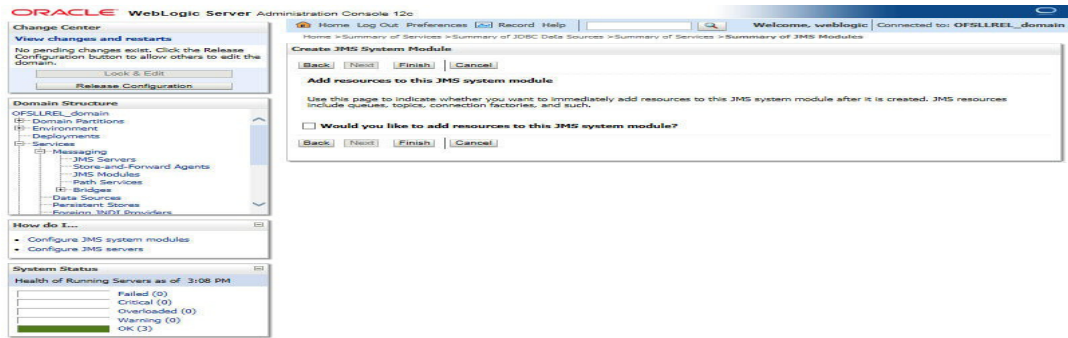 ORACLE WebLogic Server Administration Console 12c
Change Center
View changes and restarts
No pending changes exist. Click the Release
Configuration button to allow others to edit the
domain.
Lock & Edit
Release Configuration
Domain Structure
OFSLLREL_domain
Domain Partitions
Environment
Deployments
Services
Messaging
JMS Servers
Store-and-Forward Agents
JMS Modules
Path Services
Bridges
Data Sources
Persistent Stores
Foreign JNDI Providers
How do I...
Configure JMS system modules
Configure JMS servers
System Status
Health of Running Servers as of 3:08 PM
Failed (0)
Critical (0)
Overloaded (0)
Warning (0)
OK (3)
Home Log Out Preferences Record Help
Welcome, weblogic Connected to: OFSLLREL_domain
Home >Summary of Services >Summary of JDBC Data Sources >Summary of Services >Summary of JMS Modules
Create JMS System Module
Back Next Finish Cancel
Add resources to this JMS system module
Use this page to indicate whether you want to immediately add resources to this JMS system module after it is created. JMS resources
include queues, topics, connection factories, and such.
Would you like to add resources to this JMS system module?
Back Next Finish Cancel